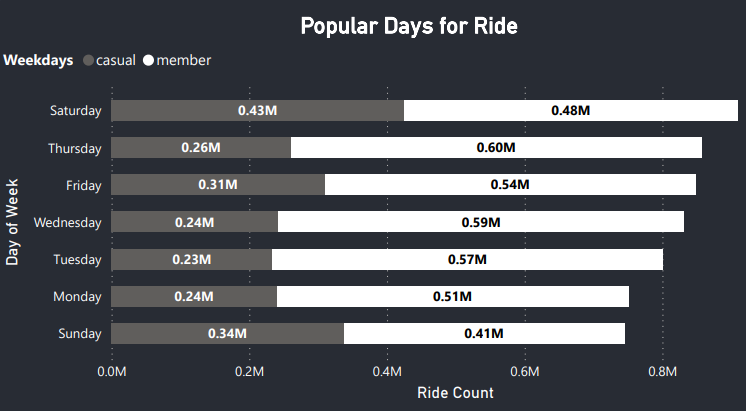 Popular Days for Ride
Weekdays casual member
Saturday 0.43M 0.48M
Thursday 0.26M 0.60M
Friday 0.31M 0.54M
Wednesday 0.24M 0.59M
Tuesday 0.23M 0.57M
Monday 0.24M 0.51M
Sunday 0.34M 0.41M
Day of Week
0.0M 0.2M 0.4M 0.6M 0.8M
Ride Count